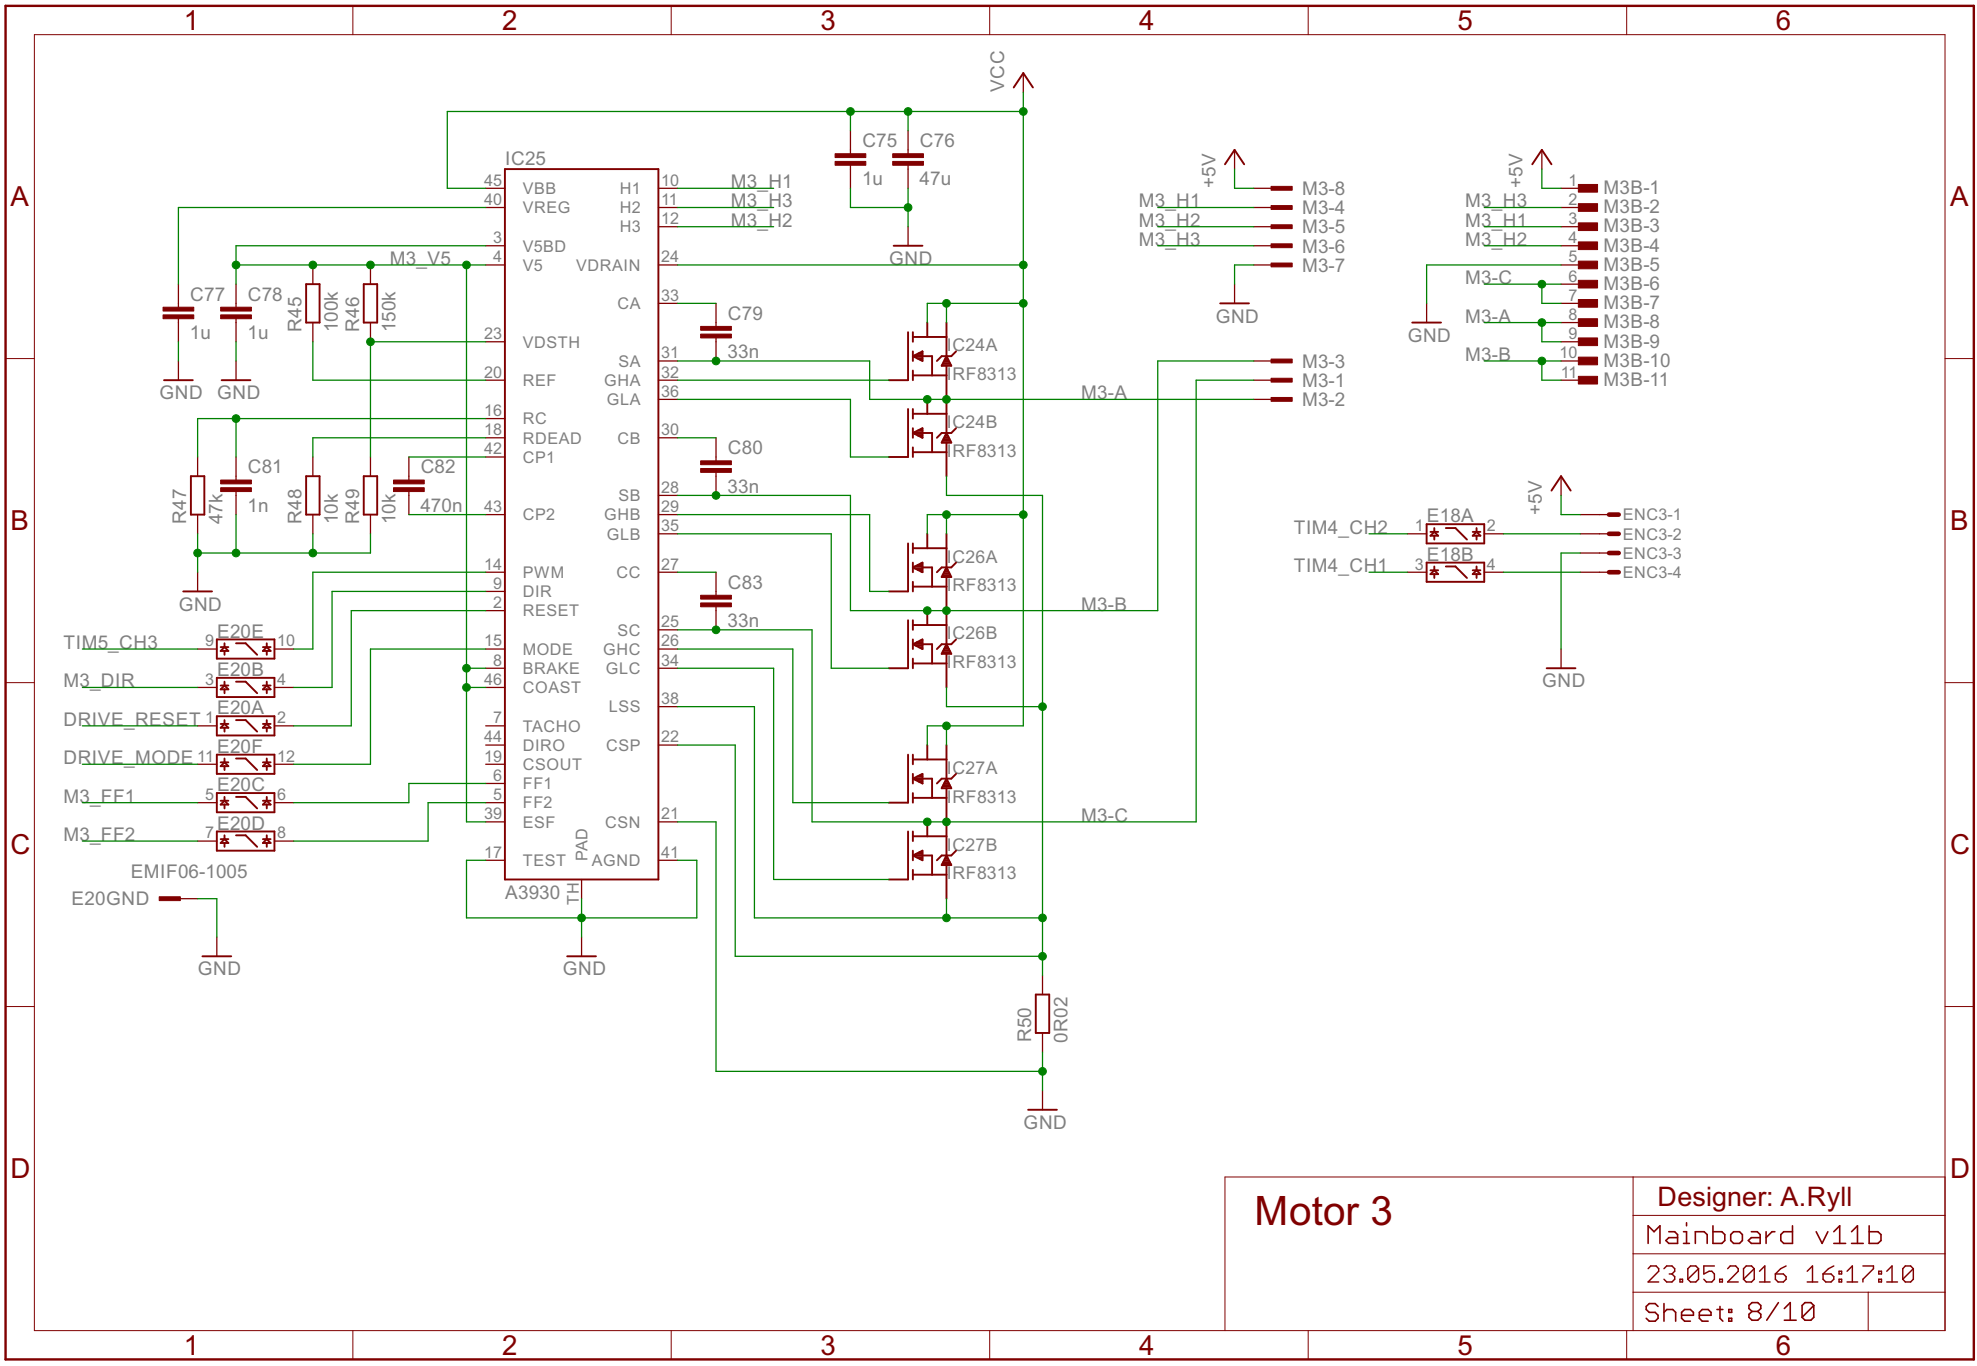 1 2 3 4 5 6
A A
B B
C C
D D
1 2 3 4 5 6
VCC
C75
1u
C76
47u
IC25
A3930
45 VBB
40 VREG
3 V5BD
4 V5
23 VDSTH
20 REF
16 RC
18 RDEAD
42 CP1
43 CP2
14 PWM
9 DIR
2 RESET
15 MODE
8 BRAKE
46 COAST
7 TACHO
44 DIRO
19 CSOUT
6 FF1
5 FF2
39 ESF
17 TEST
PAD
TH
H1 10 M3_H1
H2 11 M3_H3
H3 12 M3_H2
VDRAIN 24
CA 33
SA 31
GHA 32
GLA 36
CB 30
SB 28
GHB 29
GLB 35
CC 27
SC 25
GHC 26
GLC 34
LSS 38
CSP 22
CSN 21
AGND 41
GND
M3_V5
C77
1u
C78
1u
R45
100k
R46
150k
GND
GND
R47
47k
C81
1n
R48
10k
R49
10k
C82
470n
GND
C79
33n
C80
33n
C83
33n
IC24A
IRF8313
IC24B
IRF8313
IC26A
IRF8313
IC26B
IRF8313
IC27A
IRF8313
IC27B
IRF8313
M3-A
M3-B
M3-C
R50
0R02
GND
TIM5_CH3 9 E20E 10
M3_DIR 3 E20B 4
DRIVE_RESET 1 E20A 2
DRIVE_MODE 11 E20F 12
M3_FF1 5 E20C 6
M3_FF2 7 E20D 8
EMIF06-1005
E20GND
GND
GND
+5V
M3-8
M3_H1 M3-4
M3_H2 M3-5
M3_H3 M3-6
M3-7
GND
M3-3
M3-1
M3-2
+5V
1 M3B-1
M3_H3 2 M3B-2
M3_H1 3 M3B-3
M3_H2 4 M3B-4
5 M3B-5
M3-C 6 M3B-6
7 M3B-7
M3-A 8 M3B-8
9 M3B-9
M3-B 10 M3B-10
11 M3B-11
GND
+5V
TIM4_CH2 1 E18A 2
TIM4_CH1 3 E18B 4
ENC3-1
ENC3-2
ENC3-3
ENC3-4
GND
Motor 3
Designer: A.Ryll
Mainboard v11b
23.05.2016 16:17:10
Sheet: 8/10